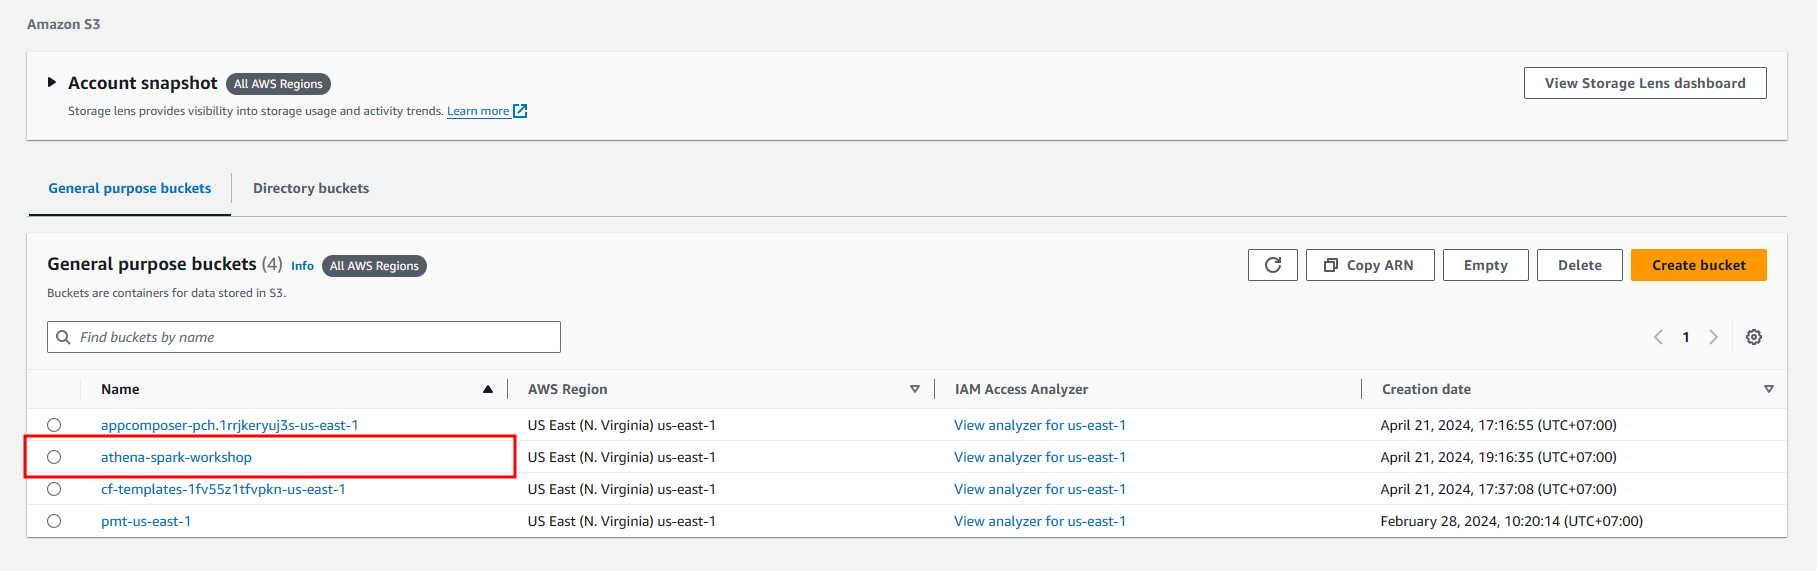 Amazon S3
Account snapshot All AWS Regions
View Storage Lens dashboard
Storage lens provides visibility into storage usage and activity trends. Learn more
General purpose buckets Directory buckets
General purpose buckets (4) Info All AWS Regions
Copy ARN Empty Delete Create bucket
Buckets are containers for data stored in S3.
Find buckets by name
1
Name AWS Region IAM Access Analyzer Creation date
appcomposer-pch.1rrjkeryuj3s-us-east-1 US East (N. Virginia) us-east-1 View analyzer for us-east-1 April 21, 2024, 17:16:55 (UTC+07:00)
athena-spark-workshop US East (N. Virginia) us-east-1 View analyzer for us-east-1 April 21, 2024, 19:16:35 (UTC+07:00)
cf-templates-1fv55z1tfvpkn-us-east-1 US East (N. Virginia) us-east-1 View analyzer for us-east-1 April 21, 2024, 17:37:08 (UTC+07:00)
pmt-us-east-1 US East (N. Virginia) us-east-1 View analyzer for us-east-1 February 28, 2024, 10:20:14 (UTC+07:00)